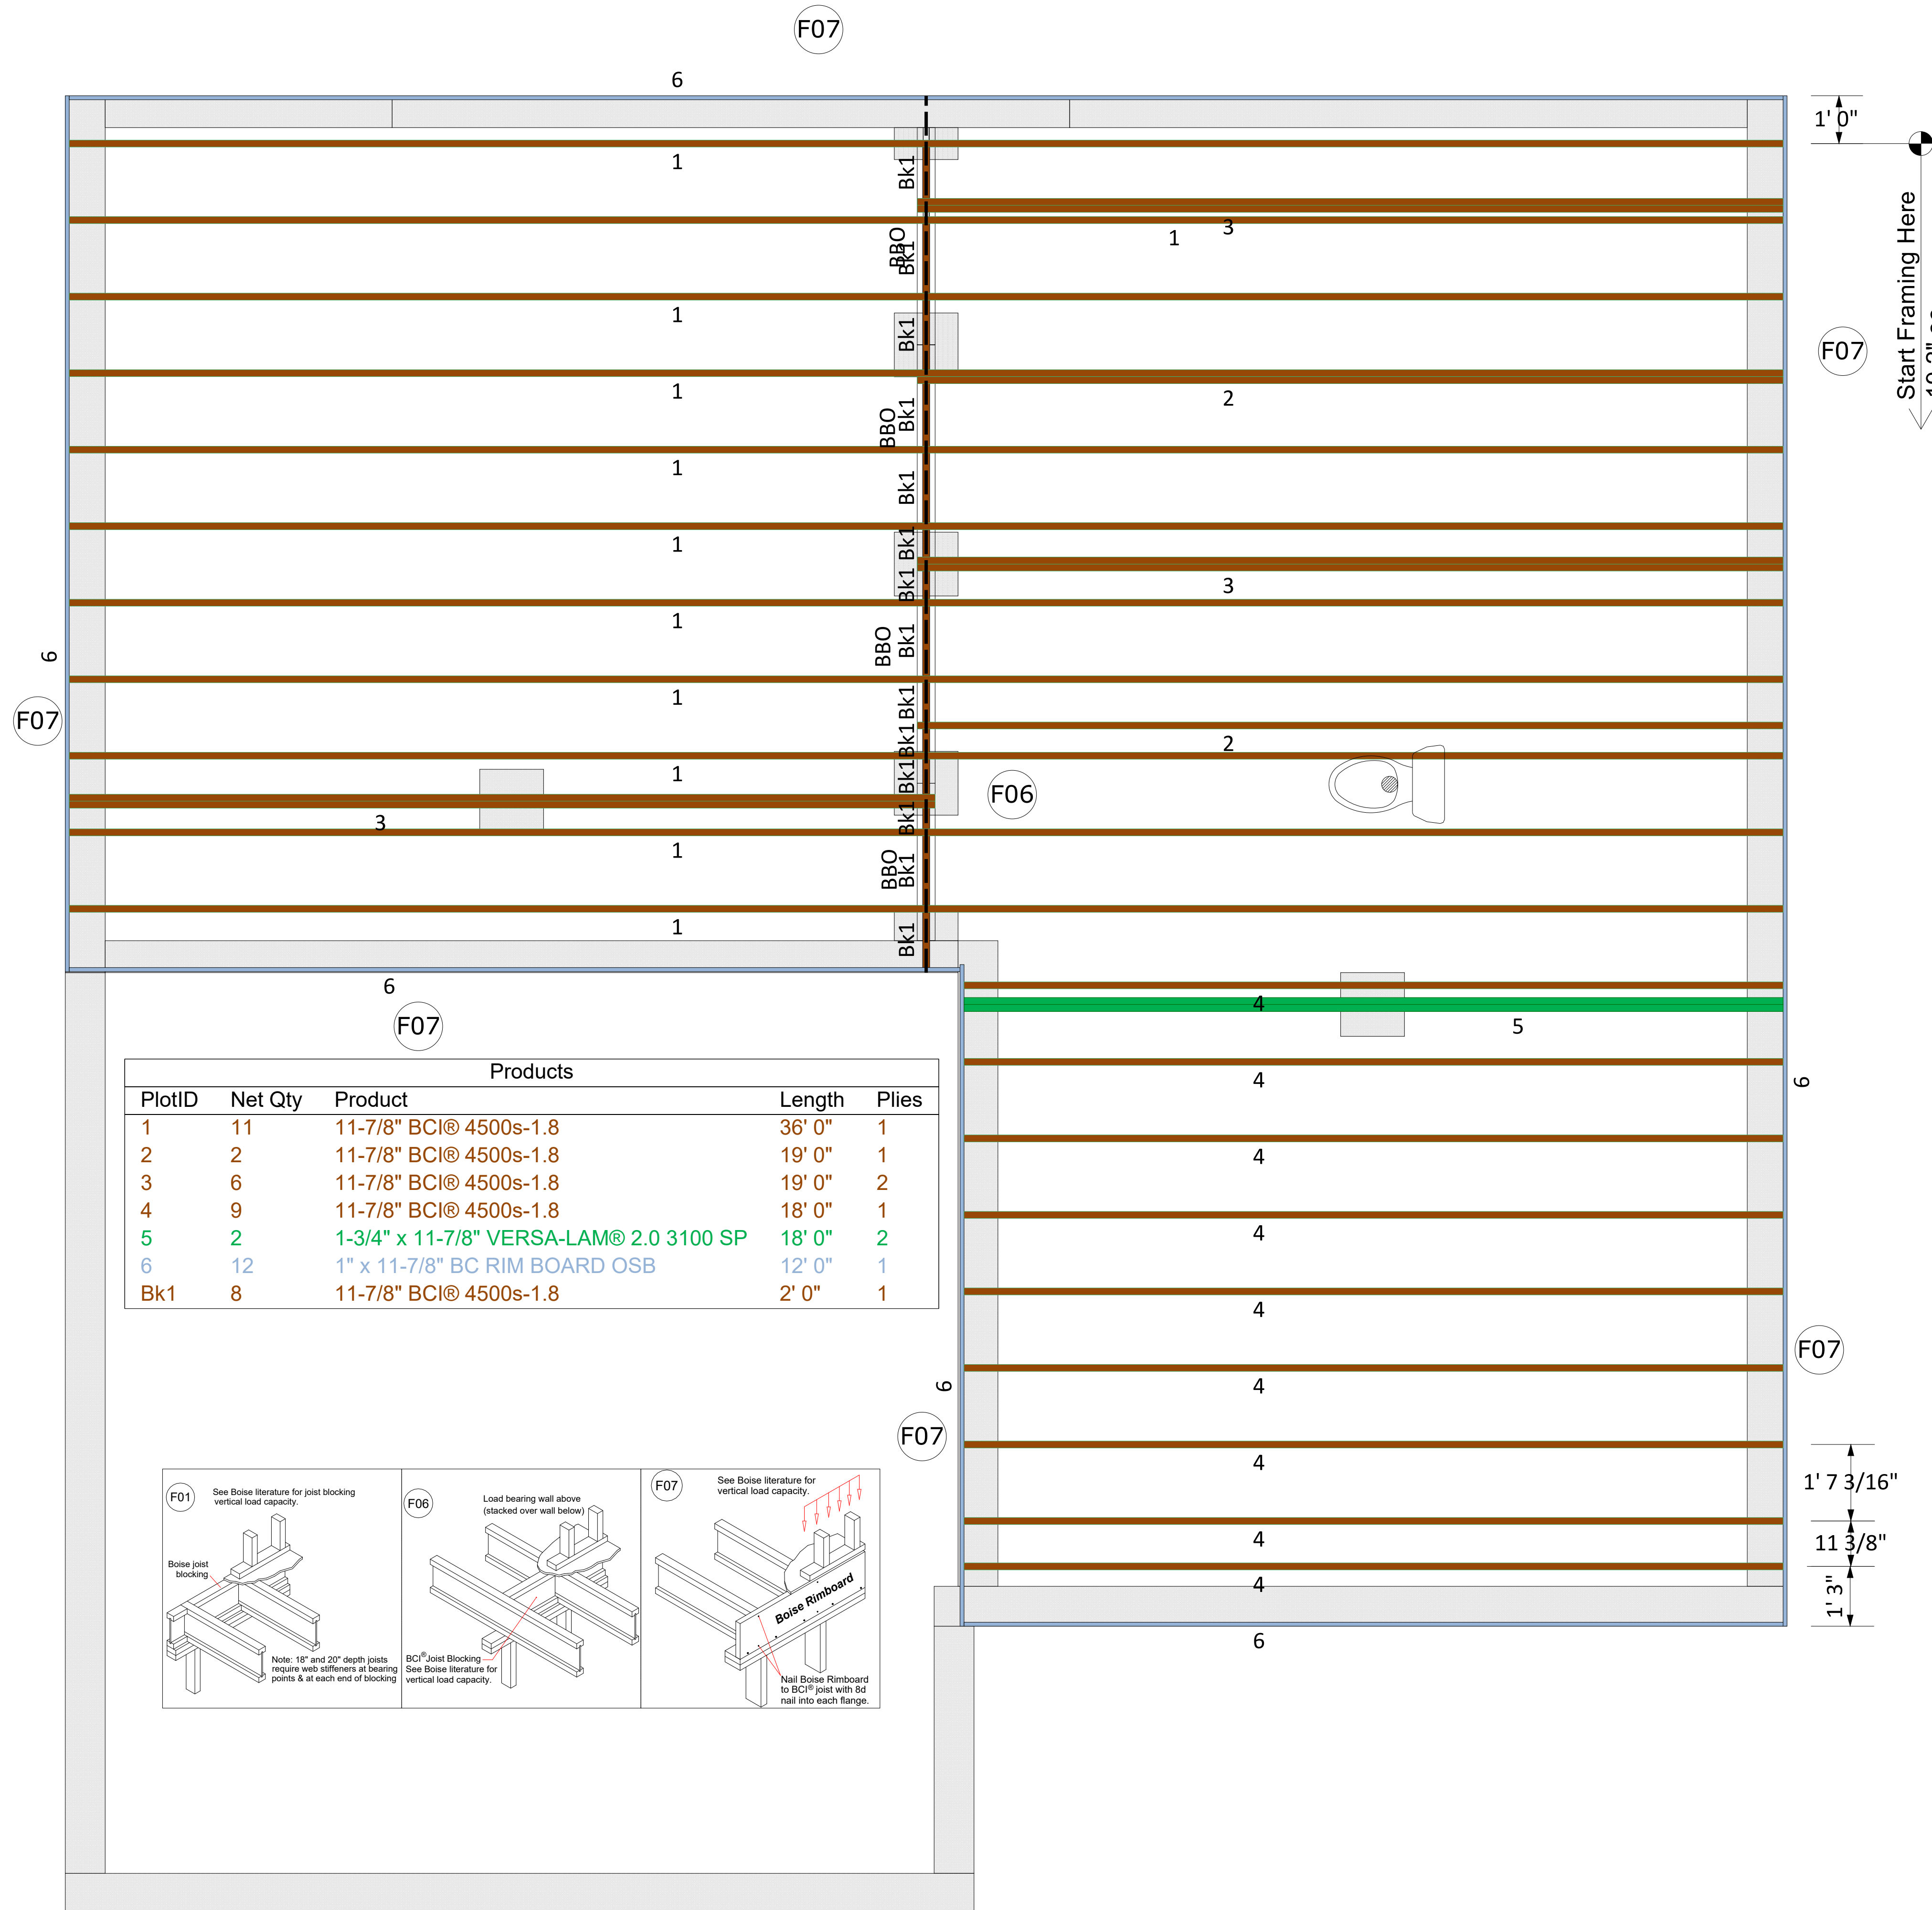 F07
6
1' 0"
1
Bk1
3
1
BBO
Bk1
Start Framing Here
1
Bk1
F07
1
2
BBO
Bk1
1
Bk1
1
Bk1
Bk1
3
1
BBO
Bk1
6
1
Bk1
F07
Bk1
2
1
Bk1
F06
3
Bk1
1
BBO
Bk1
1
Bk1
6
4
5
F07
4
6
Products
PlotID Net Qty Product Length Plies
1 11 11-7/8" BCI® 4500s-1.8 36' 0" 1
2 2 11-7/8" BCI® 4500s-1.8 19' 0" 1
3 6 11-7/8" BCI® 4500s-1.8 19' 0" 2
4 9 11-7/8" BCI® 4500s-1.8 18' 0" 1
5 2 1-3/4" x 11-7/8" VERSA-LAM® 2.0 3100 SP 18' 0" 2
6 12 1" x 11-7/8" BC RIM BOARD OSB 12' 0" 1
Bk1 8 11-7/8" BCI® 4500s-1.8 2' 0" 1
4
4
4
F07
4
6
F07
4
1' 7 3/16"
4
11 3/8"
4
1' 3"
6
F01
See Boise literature for joist blocking
vertical load capacity.
Boise joist
blocking
Note: 18" and 20" depth joists
require web stiffeners at bearing
points & at each end of blocking
F06
Load bearing wall above
(stacked over wall below)
BCI® Joist Blocking
See Boise literature for
vertical load capacity.
F07
See Boise literature for
vertical load capacity.
Boise Rimboard
Nail Boise Rimboard
to BCI® joist with 8d
nail into each flange.